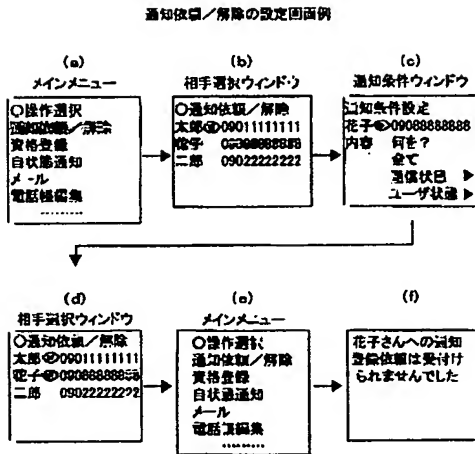 通知依頼／解除の設定画面例
(a)
メインメニュー
○操作選択
通知依頼／解除
資格登録
自状態通知
メール
電話帳編集
………
(b)
相手選択ウィンドウ
○通知依頼／解除
太郎 09011111111
花子 09088888888
二郎 09022222222
(c)
通知条件ウィンドウ
通知条件設定
花子 09088888888
内容 何を？
全て
通信状態 ▶
ユーザ状態 ▶
(d)
相手選択ウィンドウ
○通知依頼／解除
太郎 09011111111
花子 09088888888
二郎 09022222222
(e)
メインメニュー
○操作選択
通知依頼／解除
資格登録
自状態通知
メール
電話帳編集
………
(f)
花子さんへの通知
登録依頼は受付け
られませんでした